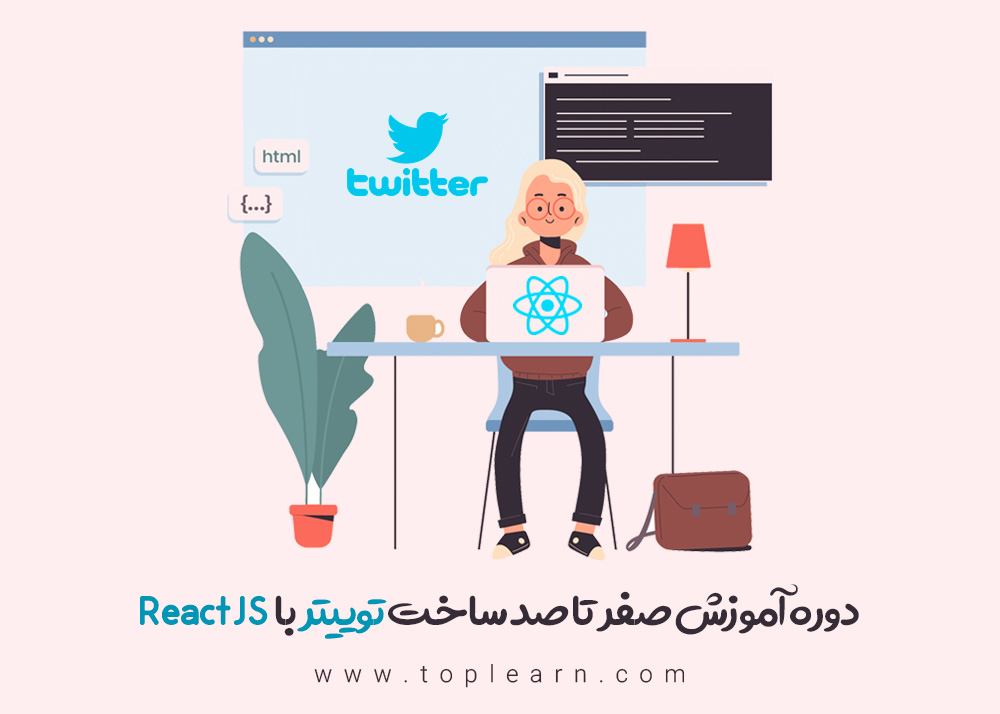 html
{...}
twitter
دوره آموزش صفر تا صد ساخت توییتر با ReactJS
www.toplearn.com